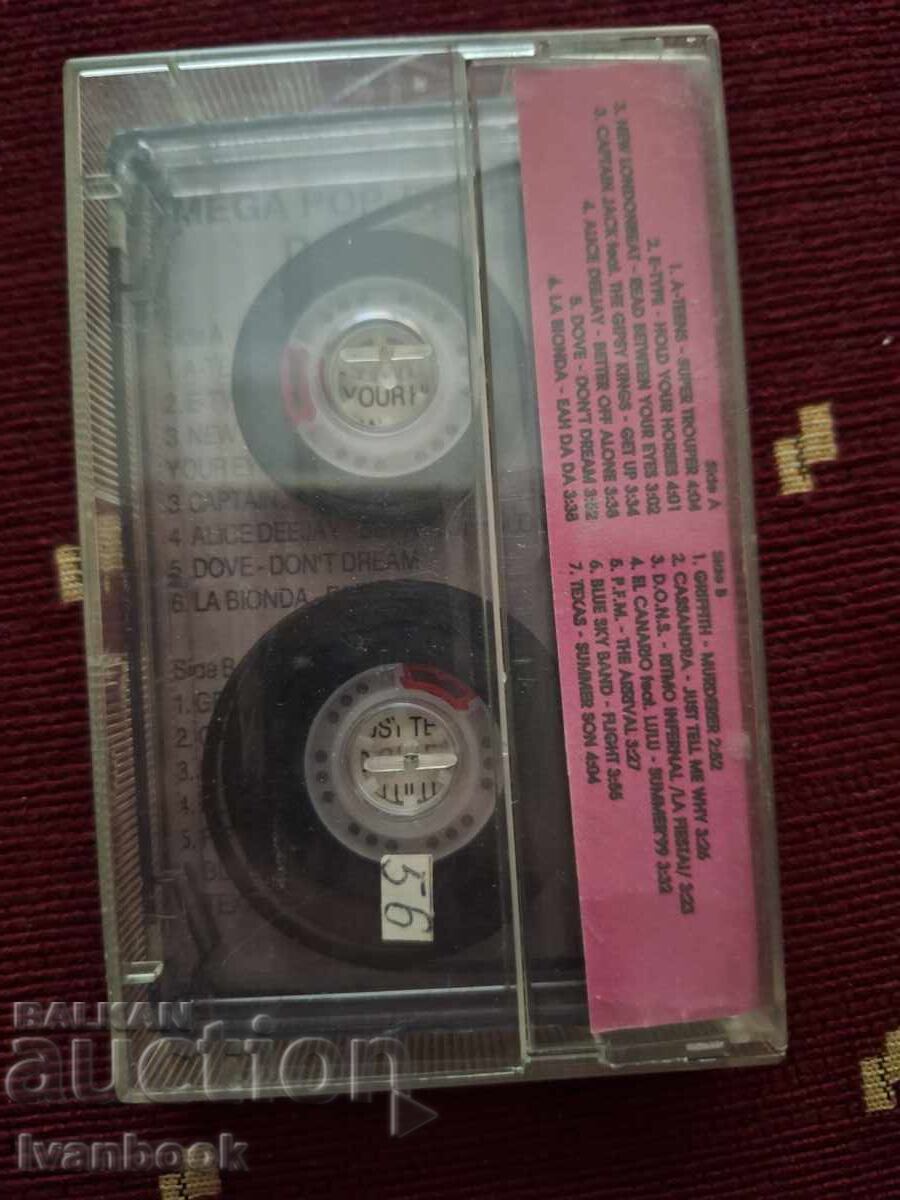 Side A
1. A-TEENS - SUPER TROUPER 4:04
2. E-TYPE - HOLD YOUR HORSES 4:01
3. NEW LONDONBEAT - READ BETWEEN YOUR EYES 3:02
3. CAPTAIN JACK feat. THE GIPSY KINGS - GET UP 3:34
4. ALICE DEEJAY - BETTER OFF ALONE 3:35
5. DOVE - DON'T DREAM 3:52
6. LA BIONDA - EAH DA DA 3:38
Side B
1. GRIFFITH - MURDERER 2:52
2. CASSANDRA - JUST TELL ME WHY 3:26
3. D.O.N.S. - RITMO INFERNAL /LA FIESTA!/ 3:23
4. EL CANARIO feat. LULU - SUMMER'99 3:32
5. P.F.M. - THE ARRIVAL 3:27
6. BLUE SKY BAND - FLIGHT 3:55
7. TEXAS - SUMMER SON 4:04
MEGA POP
2. E-TY
3. NEW
YOUR EY
3. CAPTAIN
4. ALICE DEEJAY
5. DOVE - DON'T DREAM
6. LA BIONDA -
Side B
YOUR H
JST TE
56
BALKAN
auction
Ivanbook